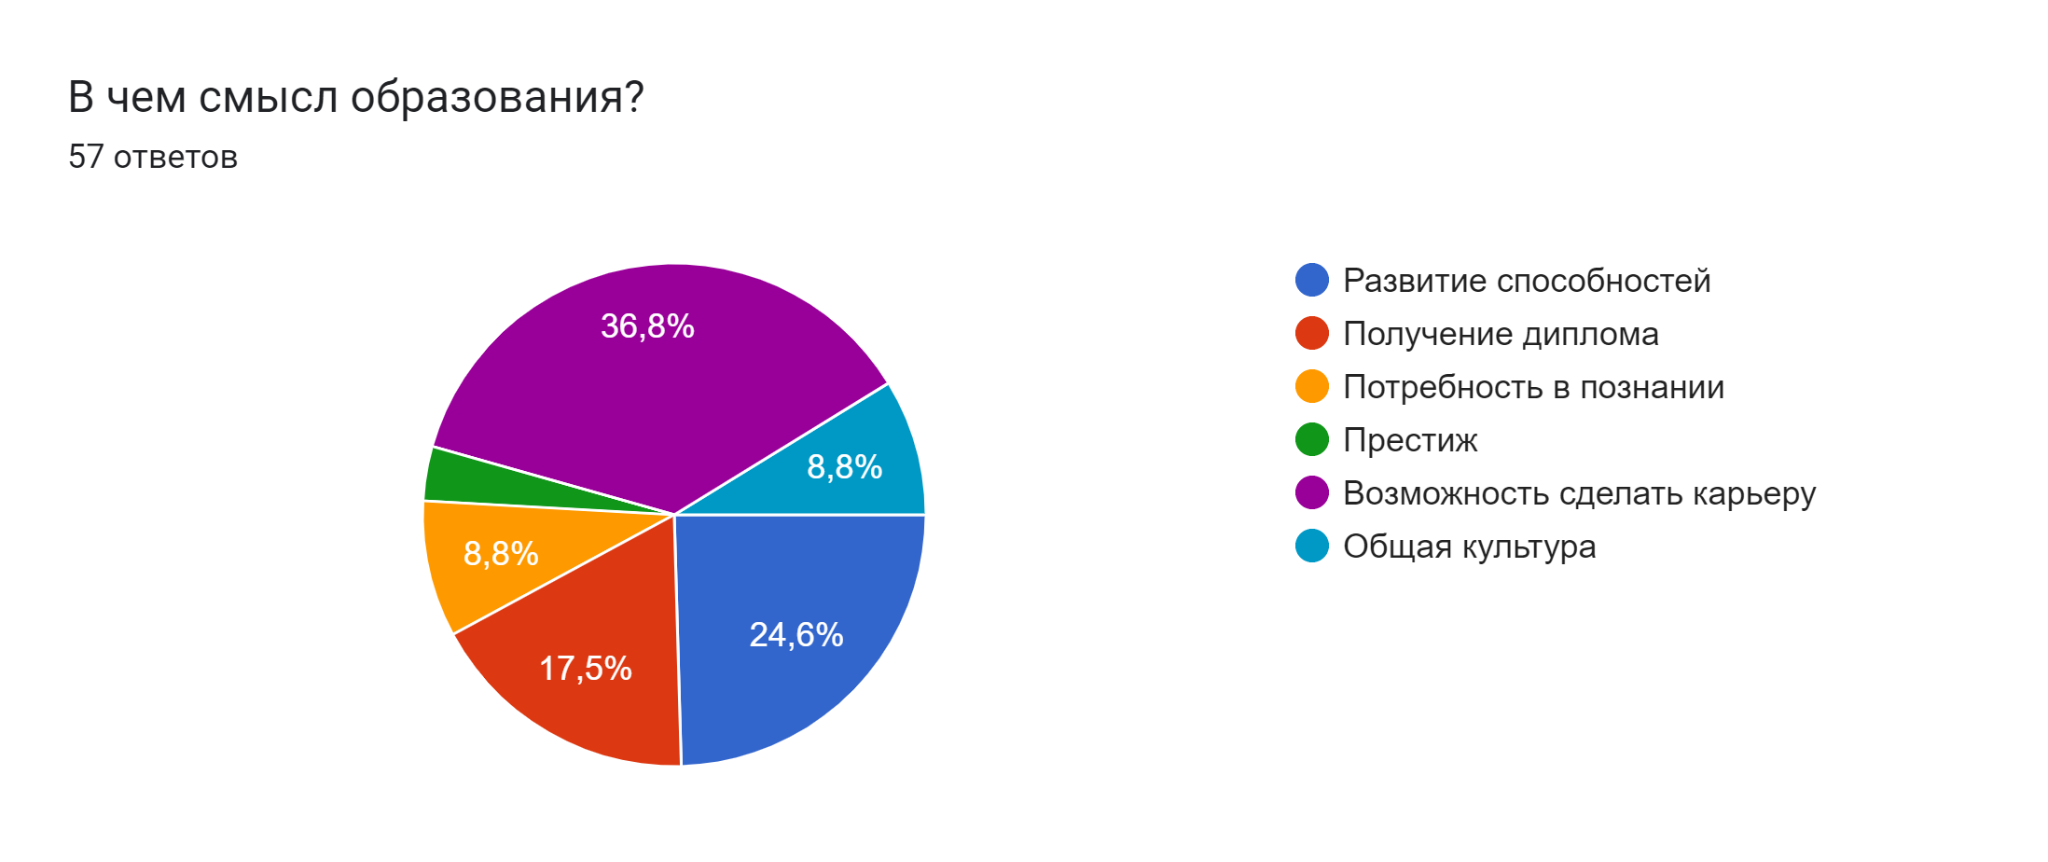 В чем смысл образования?
57 ответов
36,8%
8,8%
8,8%
24,6%
17,5%
Развитие способностей
Получение диплома
Потребность в познании
Престиж
Возможность сделать карьеру
Общая культура